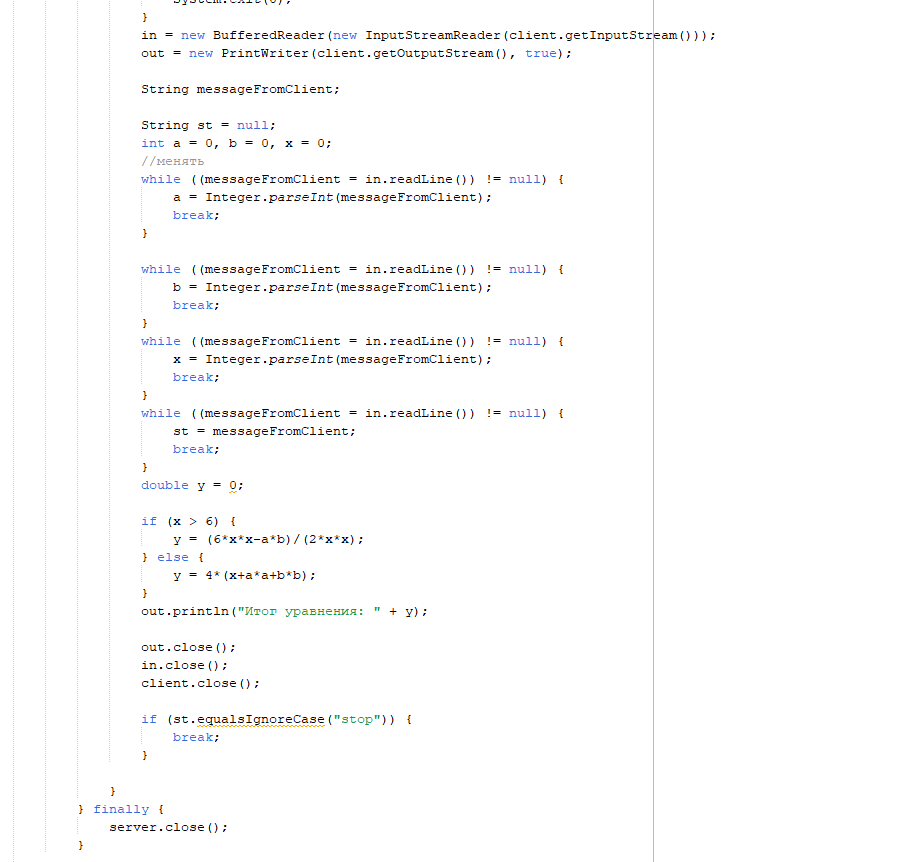 System.exit(0);
}
in = new BufferedReader(new InputStreamReader(client.getInputStream()));
out = new PrintWriter(client.getOutputStream(), true);
String messageFromClient;
String st = null;
int a = 0, b = 0, x = 0;
//менять
while ((messageFromClient = in.readLine()) != null) {
a = Integer.parseInt(messageFromClient);
break;
}
while ((messageFromClient = in.readLine()) != null) {
b = Integer.parseInt(messageFromClient);
break;
}
while ((messageFromClient = in.readLine()) != null) {
x = Integer.parseInt(messageFromClient);
break;
}
while ((messageFromClient = in.readLine()) != null) {
st = messageFromClient;
break;
}
double y = 0;
if (x > 6) {
y = (6*x*x-a*b)/(2*x*x);
} else {
y = 4*(x+a*a+b*b);
}
out.println("Итог уравнения: " + y);
out.close();
in.close();
client.close();
if (st.equalsIgnoreCase("stop")) {
break;
}
}
} finally {
server.close();
}